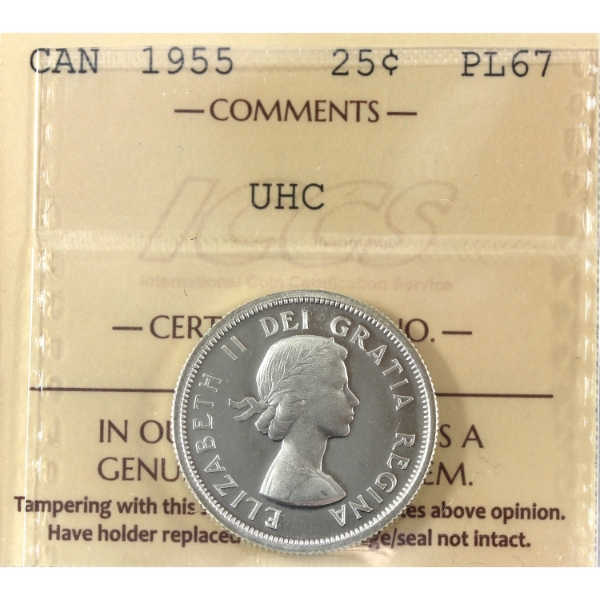 CAN 1955 25¢ PL67
— COMMENTS —
UHC
ICCS
International Coin Certification Service
— CERT NO. —
ELIZABETH II DEI GRATIA REGINA
IN OU S A
GENU EM.
Tampering with this es above opinion.
Have holder replaced ge/seal not intact.